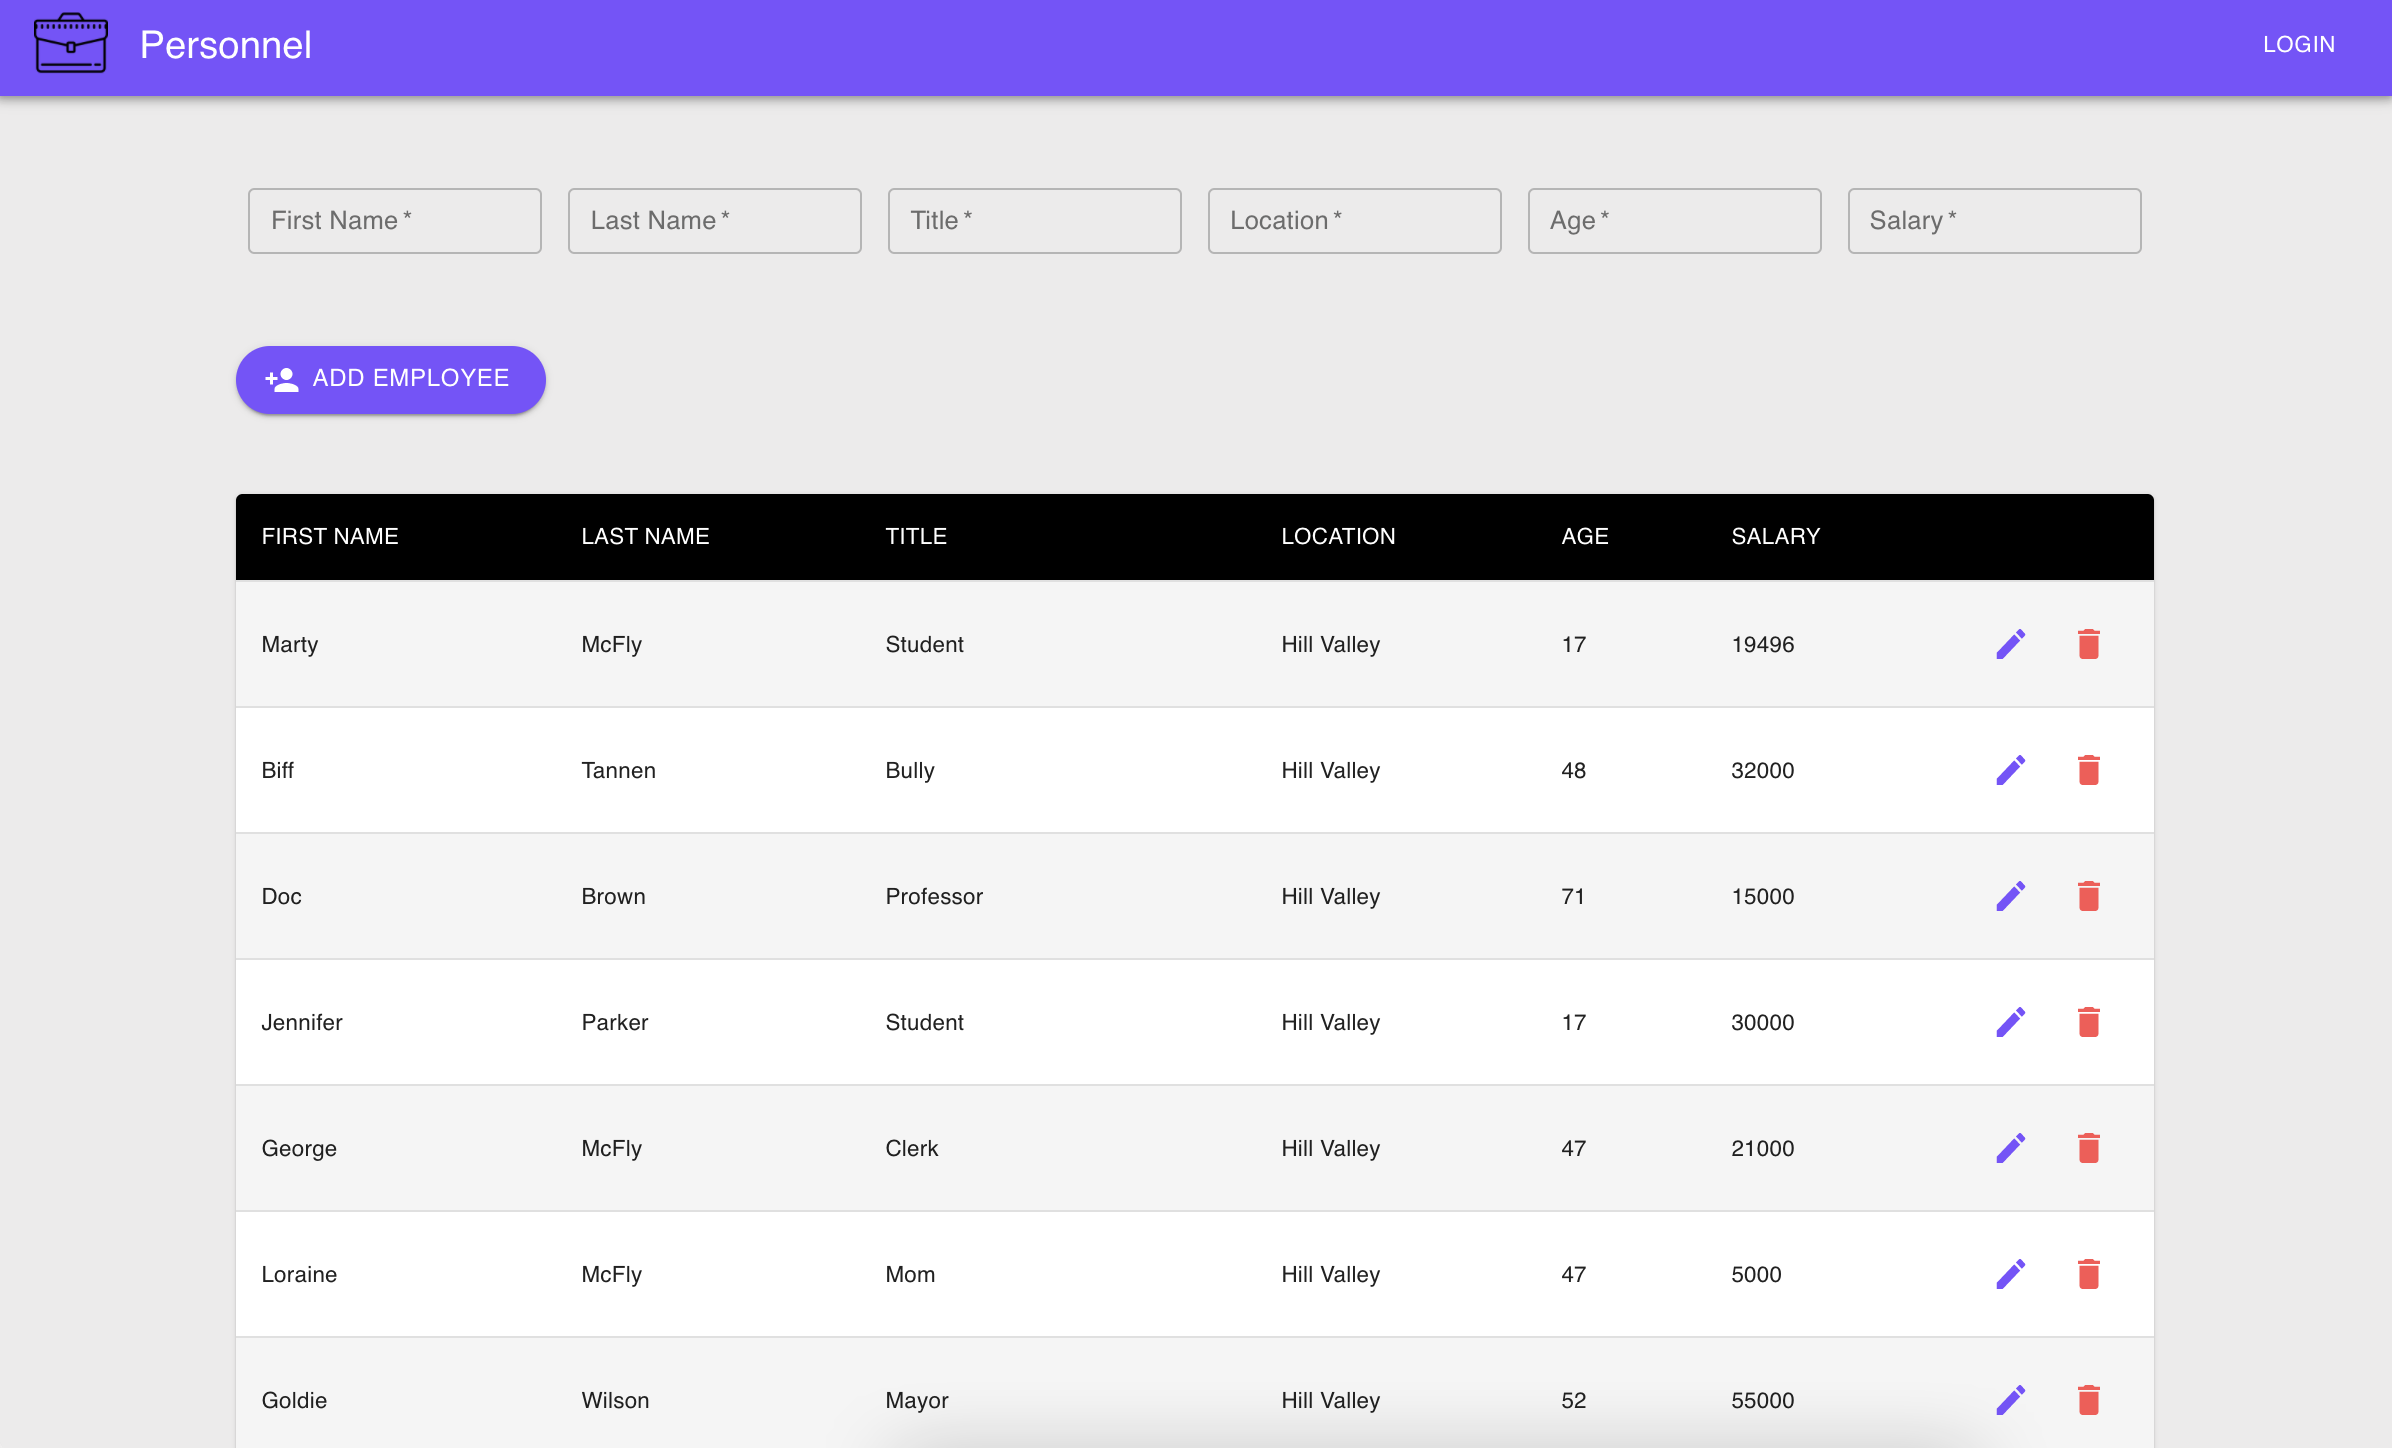 Personnel LOGIN
First Name * Last Name * Title * Location * Age * Salary *
ADD EMPLOYEE
FIRST NAME LAST NAME TITLE LOCATION AGE SALARY
Marty McFly Student Hill Valley 17 19496
Biff Tannen Bully Hill Valley 48 32000
Doc Brown Professor Hill Valley 71 15000
Jennifer Parker Student Hill Valley 17 30000
George McFly Clerk Hill Valley 47 21000
Loraine McFly Mom Hill Valley 47 5000
Goldie Wilson Mayor Hill Valley 52 55000